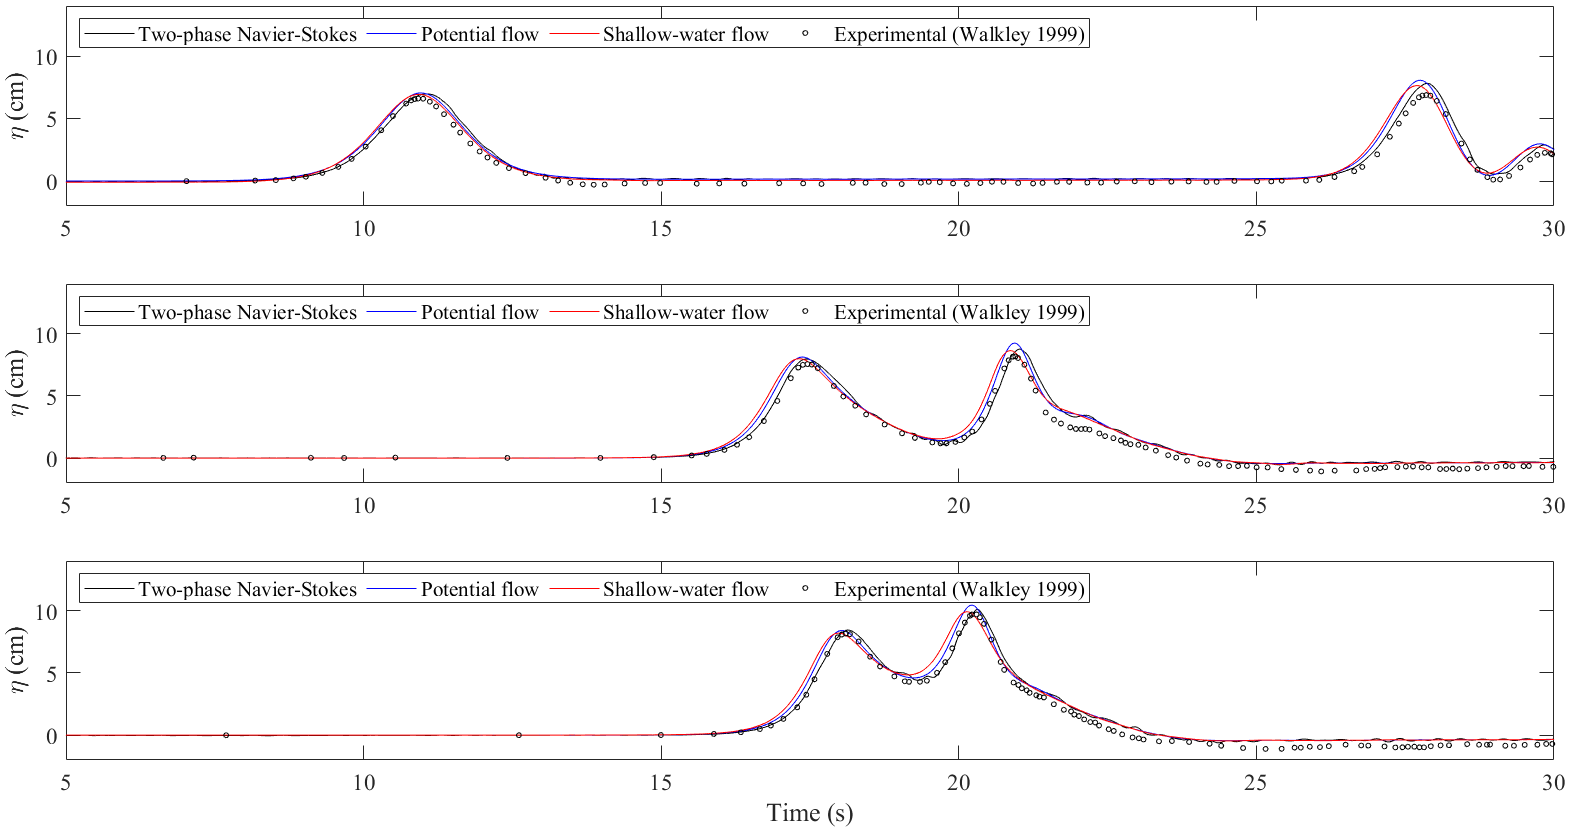 Two-phase Navier-Stokes Potential flow Shallow-water flow Experimental (Walkley 1999)
10
5
0
η (cm)
5 10 15 20 25 30
Two-phase Navier-Stokes Potential flow Shallow-water flow Experimental (Walkley 1999)
10
5
0
η (cm)
5 10 15 20 25 30
Two-phase Navier-Stokes Potential flow Shallow-water flow Experimental (Walkley 1999)
10
5
0
η (cm)
5 10 15 20 25 30
Time (s)